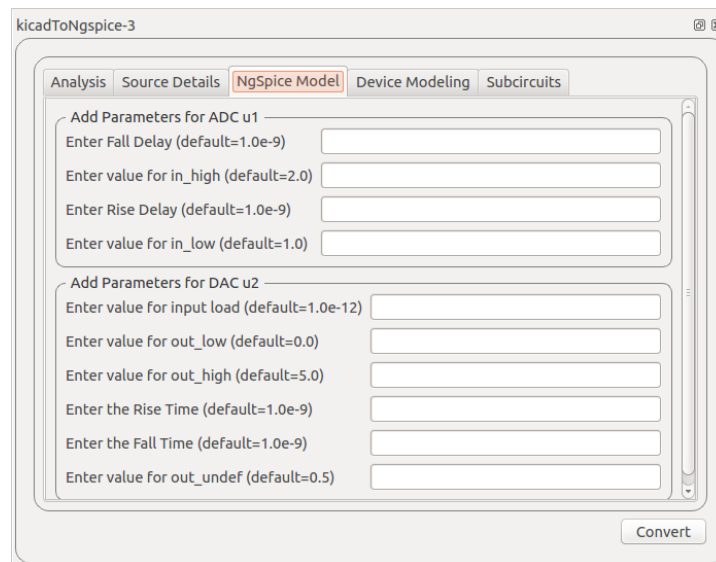 kicadToNgspice-3
Analysis Source Details NgSpice Model Device Modeling Subcircuits
Add Parameters for ADC u1
Enter Fall Delay (default=1.0e-9)
Enter value for in_high (default=2.0)
Enter Rise Delay (default=1.0e-9)
Enter value for in_low (default=1.0)
Add Parameters for DAC u2
Enter value for input load (default=1.0e-12)
Enter value for out_low (default=0.0)
Enter value for out_high (default=5.0)
Enter the Rise Time (default=1.0e-9)
Enter the Fall Time (default=1.0e-9)
Enter value for out_undef (default=0.5)
Convert